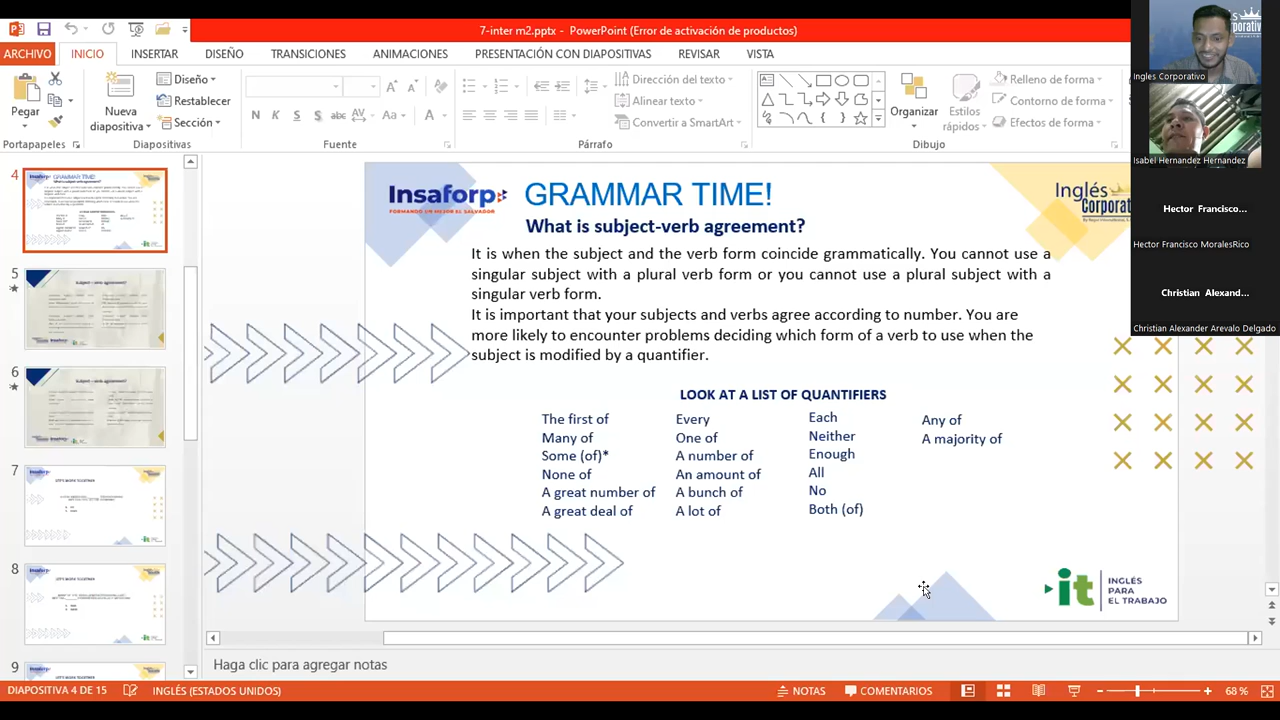 7-inter m2.pptx - PowerPoint (Error de activación de productos)
ARCHIVO INICIO INSERTAR DISEÑO TRANSICIONES ANIMACIONES PRESENTACIÓN CON DIAPOSITIVAS REVISAR VISTA
Pegar
Nueva
diapositiva
Diseño
Restablecer
Sección
N K S abc AV Aa A
Dirección del texto
Alinear texto
Convertir a SmartArt
Organizar
Estilos
rápidos
Relleno de forma
Contorno de forma
Efectos de forma
Portapapeles Diapositivas Fuente Párrafo Dibujo
Ingles Corporativo
Isabel Hernandez Hernandez
Hector Francisco...
Hector Francisco MoralesRico
Christian Alexand...
Christian Alexander Arevalo Delgado
4
5
6
7
8
9
Insaforp
FORMANDO UN MEJOR EL SALVADOR
GRAMMAR TIME!
Inglés
Corporativo
What is subject-verb agreement?
It is when the subject and the verb form coincide grammatically. You cannot use a
singular subject with a plural verb form or you cannot use a plural subject with a
singular verb form.
It is important that your subjects and verbs agree according to number. You are
more likely to encounter problems deciding which form of a verb to use when the
subject is modified by a quantifier.
LOOK AT A LIST OF QUANTIFIERS
The first of
Many of
Some (of)*
None of
A great number of
A great deal of
Every
One of
A number of
An amount of
A bunch of
A lot of
Each
Neither
Enough
All
No
Both (of)
Any of
A majority of
it
INGLÉS
PARA
EL TRABAJO
Haga clic para agregar notas
DIAPOSITIVA 4 DE 15 INGLÉS (ESTADOS UNIDOS) NOTAS COMENTARIOS 68 %